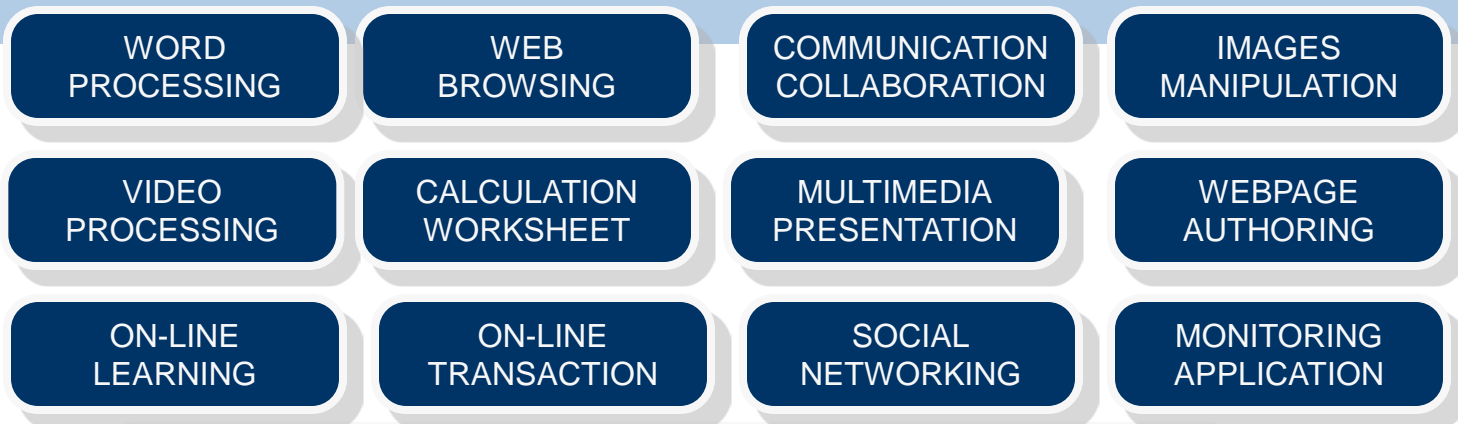 WORD
PROCESSING
WEB
BROWSING
COMMUNICATION
COLLABORATION
IMAGES
MANIPULATION
VIDEO
PROCESSING
CALCULATION
WORKSHEET
MULTIMEDIA
PRESENTATION
WEBPAGE
AUTHORING
ON-LINE
LEARNING
ON-LINE
TRANSACTION
SOCIAL
NETWORKING
MONITORING
APPLICATION